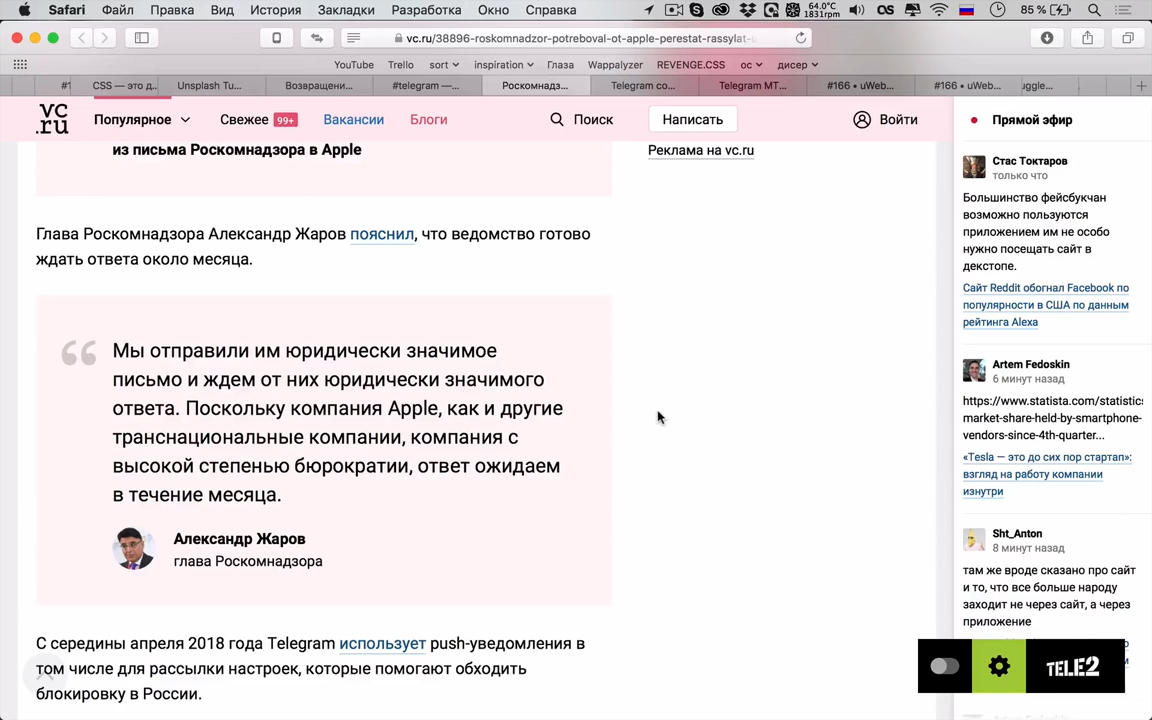 Safari Файл Правка Вид История Закладки Разработка Окно Справка 64.0°C 1831rpm 85 %
vc.ru/38896-roskomnadzor-potreboval-ot-apple-perestat-rassylat-u
YouTube Trello sort inspiration Глаза Wappalyzer REVENGE.CSS ос дисер
#1 CSS — это д... Unsplash Tu... Возвращени... #telegram —... Роскомнадз... Telegram co... Telegram MT... #166 • uWeb... #166 • uWeb... uggle...
vc.ru Популярное Свежее 99+ Вакансии Блоги Поиск Написать Войти
из письма Роскомнадзора в Apple
Реклама на vc.ru
Глава Роскомнадзора Александр Жаров пояснил, что ведомство готово
ждать ответа около месяца.
Мы отправили им юридически значимое
письмо и ждем от них юридически значимого
ответа. Поскольку компания Apple, как и другие
транснациональные компании, компания с
высокой степенью бюрократии, ответ ожидаем
в течение месяца.
Александр Жаров
глава Роскомнадзора
С середины апреля 2018 года Telegram использует push-уведомления в
том числе для рассылки настроек, которые помогают обходить
блокировку в России.
Прямой эфир
Стас Токтаров
только что
Большинство фейсбукчан
возможно пользуются
приложением им не особо
нужно посещать сайт в
декстопе.
Сайт Reddit обогнал Facebook по
популярности в США по данным
рейтинга Alexa
Artem Fedoskin
6 минут назад
https://www.statista.com/statistics
market-share-held-by-smartphone-
vendors-since-4th-quarter...
«Tesla — это до сих пор стартап»:
взгляд на работу компании
изнутри
Sht_Anton
8 минут назад
там же вроде сказано про сайт
и то, что все больше народу
заходит не через сайт, а через
приложение
TELE2